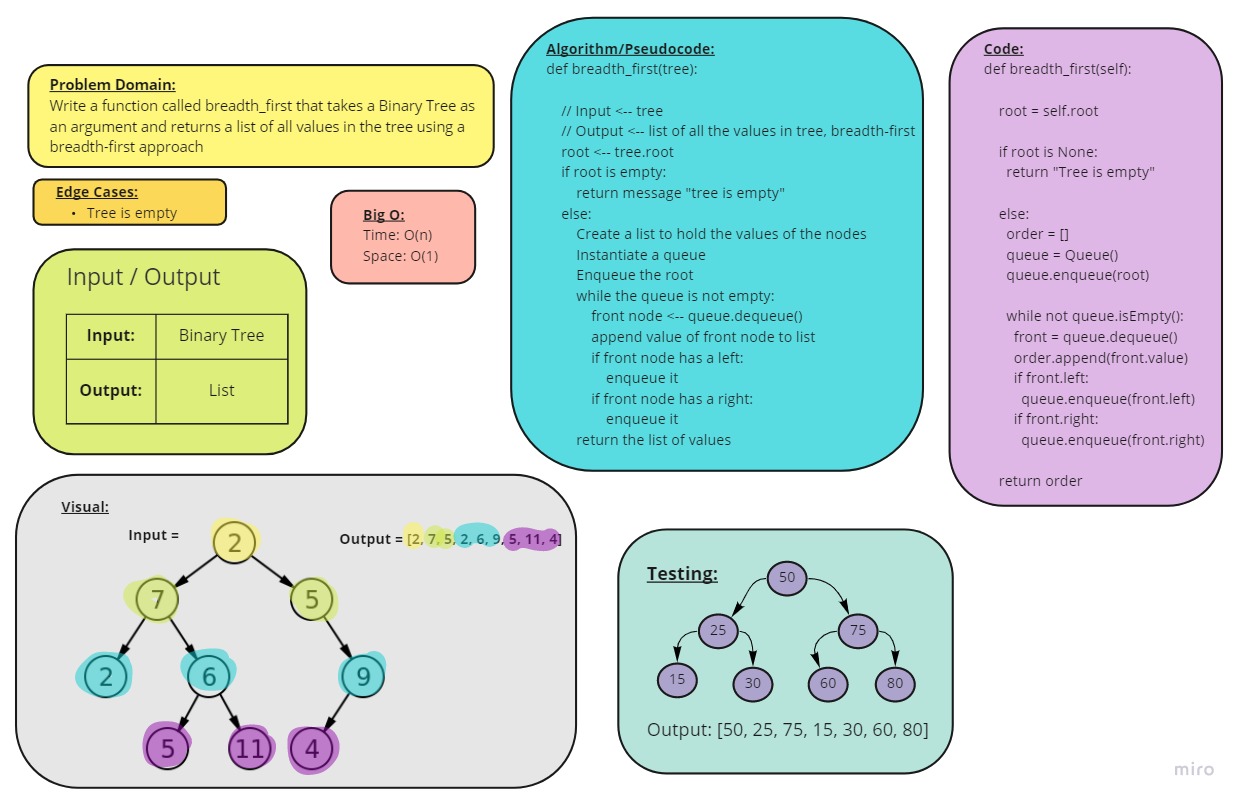 Problem Domain:
Write a function called breadth_first that takes a Binary Tree as
an argument and returns a list of all values in the tree using a
breadth-first approach
Edge Cases:
• Tree is empty
Big O:
Time: O(n)
Space: O(1)
Input / Output
Input: Binary Tree
Output: List
Algorithm/Pseudocode:
def breadth_first(tree):
// Input <-- tree
// Output <-- list of all the values in tree, breadth-first
root <-- tree.root
if root is empty:
return message "tree is empty"
else:
Create a list to hold the values of the nodes
Instantiate a queue
Enqueue the root
while the queue is not empty:
front node <-- queue.dequeue()
append value of front node to list
if front node has a left:
enqueue it
if front node has a right:
enqueue it
return the list of values
Code:
def breadth_first(self):
root = self.root
if root is None:
return "Tree is empty"
else:
order = []
queue = Queue()
queue.enqueue(root)
while not queue.isEmpty():
front = queue.dequeue()
order.append(front.value)
if front.left:
queue.enqueue(front.left)
if front.right:
queue.enqueue(front.right)
return order
Visual:
Input =
Output = [2, 7, 5, 2, 6, 9, 5, 11, 4]
2
7 5
2 6 9
5 11 4
Testing:
50
25 75
15 30 60 80
Output: [50, 25, 75, 15, 30, 60, 80]
miro